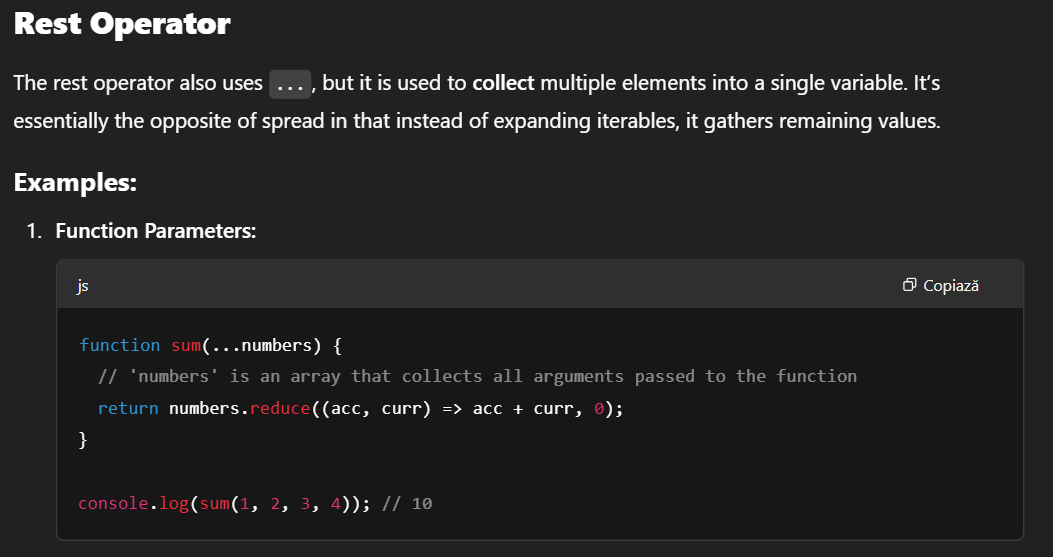 Rest Operator
The rest operator also uses ..., but it is used to collect multiple elements into a single variable. It’s
essentially the opposite of spread in that instead of expanding iterables, it gathers remaining values.
Examples:
1. Function Parameters:
js
Copiază
function sum(...numbers) {
  // 'numbers' is an array that collects all arguments passed to the function
  return numbers.reduce((acc, curr) => acc + curr, 0);
}
console.log(sum(1, 2, 3, 4)); // 10